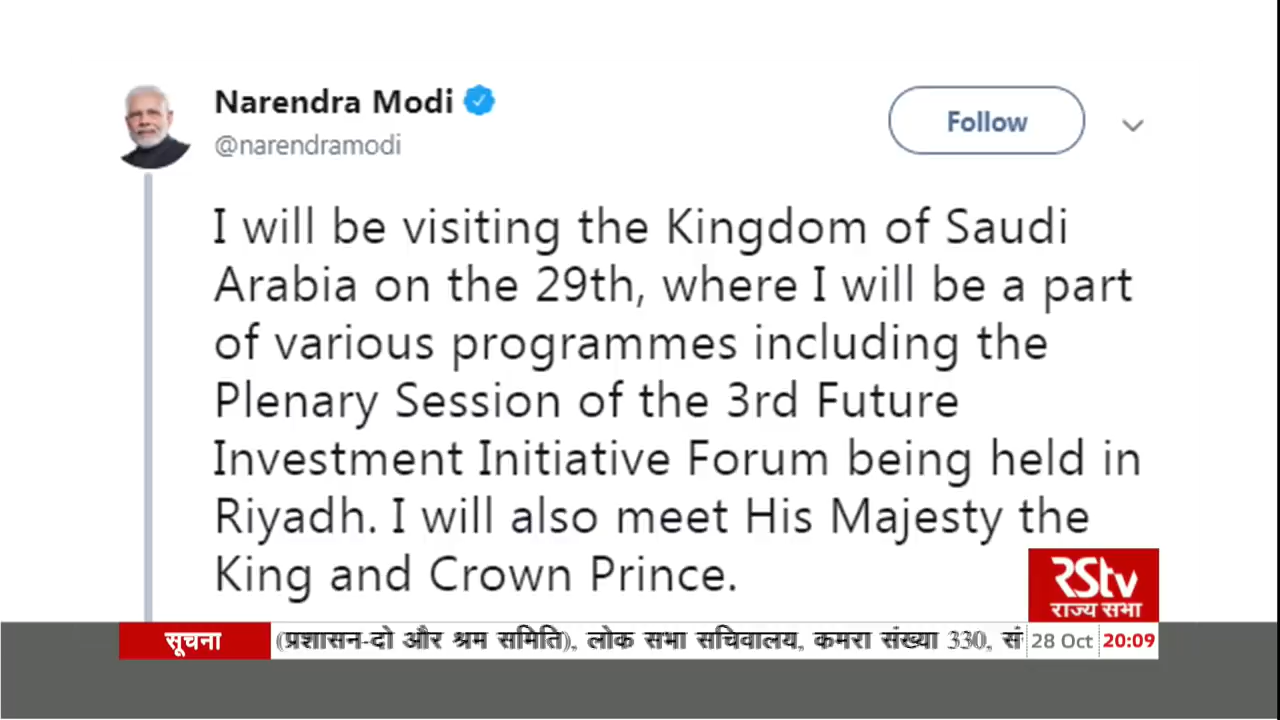 Narendra Modi
@narendramodi
Follow
I will be visiting the Kingdom of Saudi
Arabia on the 29th, where I will be a part
of various programmes including the
Plenary Session of the 3rd Future
Investment Initiative Forum being held in
Riyadh. I will also meet His Majesty the
King and Crown Prince.
RStv
राज्य सभा
सूचना
(प्रशासन-दो और श्रम समिति), लोक सभा सचिवालय, कमरा संख्या 330,
28 Oct 20:09